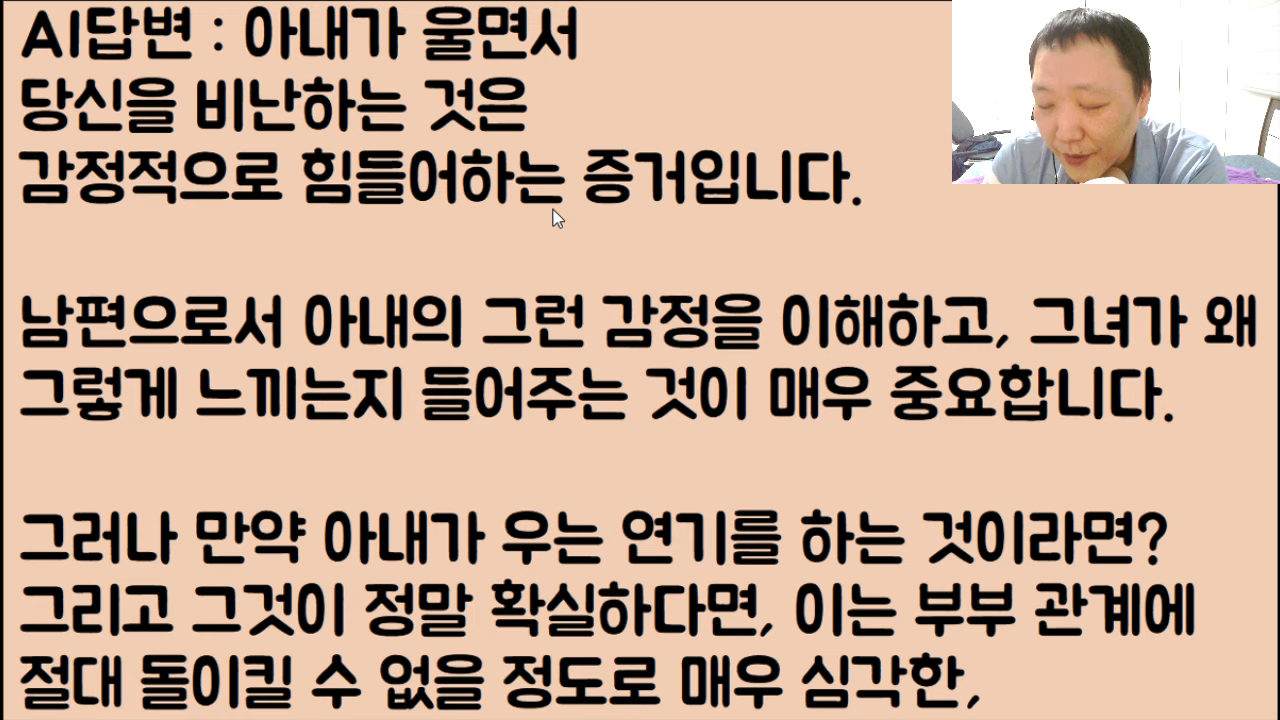 AI답변 : 아내가 울면서
당신을 비난하는 것은
감정적으로 힘들어하는 증거입니다.
남편으로서 아내의 그런 감정을 이해하고, 그녀가 왜
그렇게 느끼는지 들어주는 것이 매우 중요합니다.
그러나 만약 아내가 우는 연기를 하는 것이라면?
그리고 그것이 정말 확실하다면, 이는 부부 관계에
절대 돌이킬 수 없을 정도로 매우 심각한,